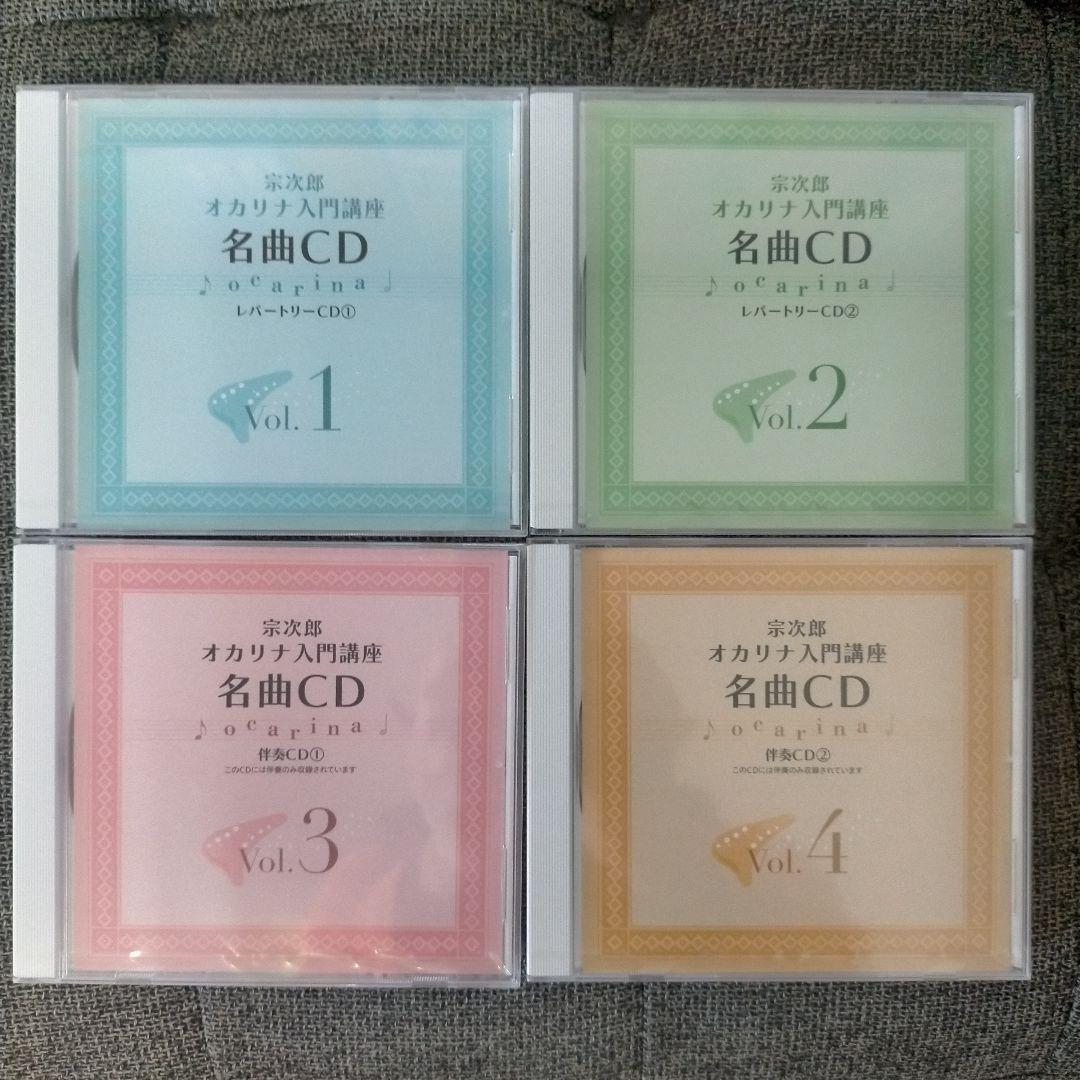 宗次郎
オカリナ入門講座
名曲CD
♪ocarina♩
レパートリーCD①
Vol. 1
宗次郎
オカリナ入門講座
名曲CD
♪ocarina♩
レパートリーCD②
Vol. 2
宗次郎
オカリナ入門講座
名曲CD
♪ocarina♩
伴奏CD①
このCDには伴奏のみ収録されています
Vol. 3
宗次郎
オカリナ入門講座
名曲CD
♪ocarina♩
伴奏CD②
このCDには伴奏のみ収録されています
Vol. 4